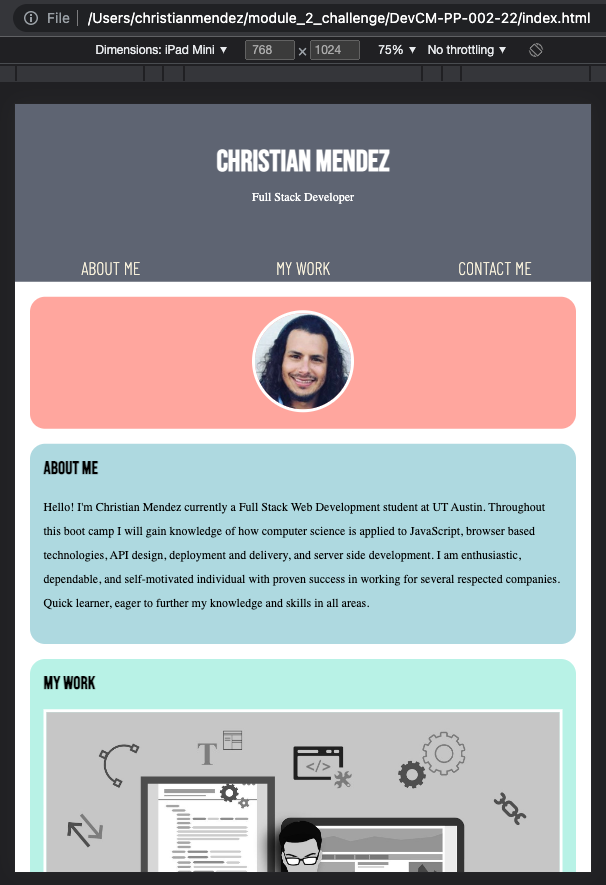 File /Users/christianmendez/module_2_challenge/DevCM-PP-002-22/index.html
Dimensions: iPad Mini ▼ 768 × 1024 75% ▼ No throttling ▼
CHRISTIAN MENDEZ
Full Stack Developer
ABOUT ME MY WORK CONTACT ME
ABOUT ME
Hello! I'm Christian Mendez currently a Full Stack Web Development student at UT Austin. Throughout
this boot camp I will gain knowledge of how computer science is applied to JavaScript, browser based
technologies, API design, deployment and delivery, and server side development. I am enthusiastic,
dependable, and self-motivated individual with proven success in working for several respected companies.
Quick learner, eager to further my knowledge and skills in all areas.
MY WORK
T
</>